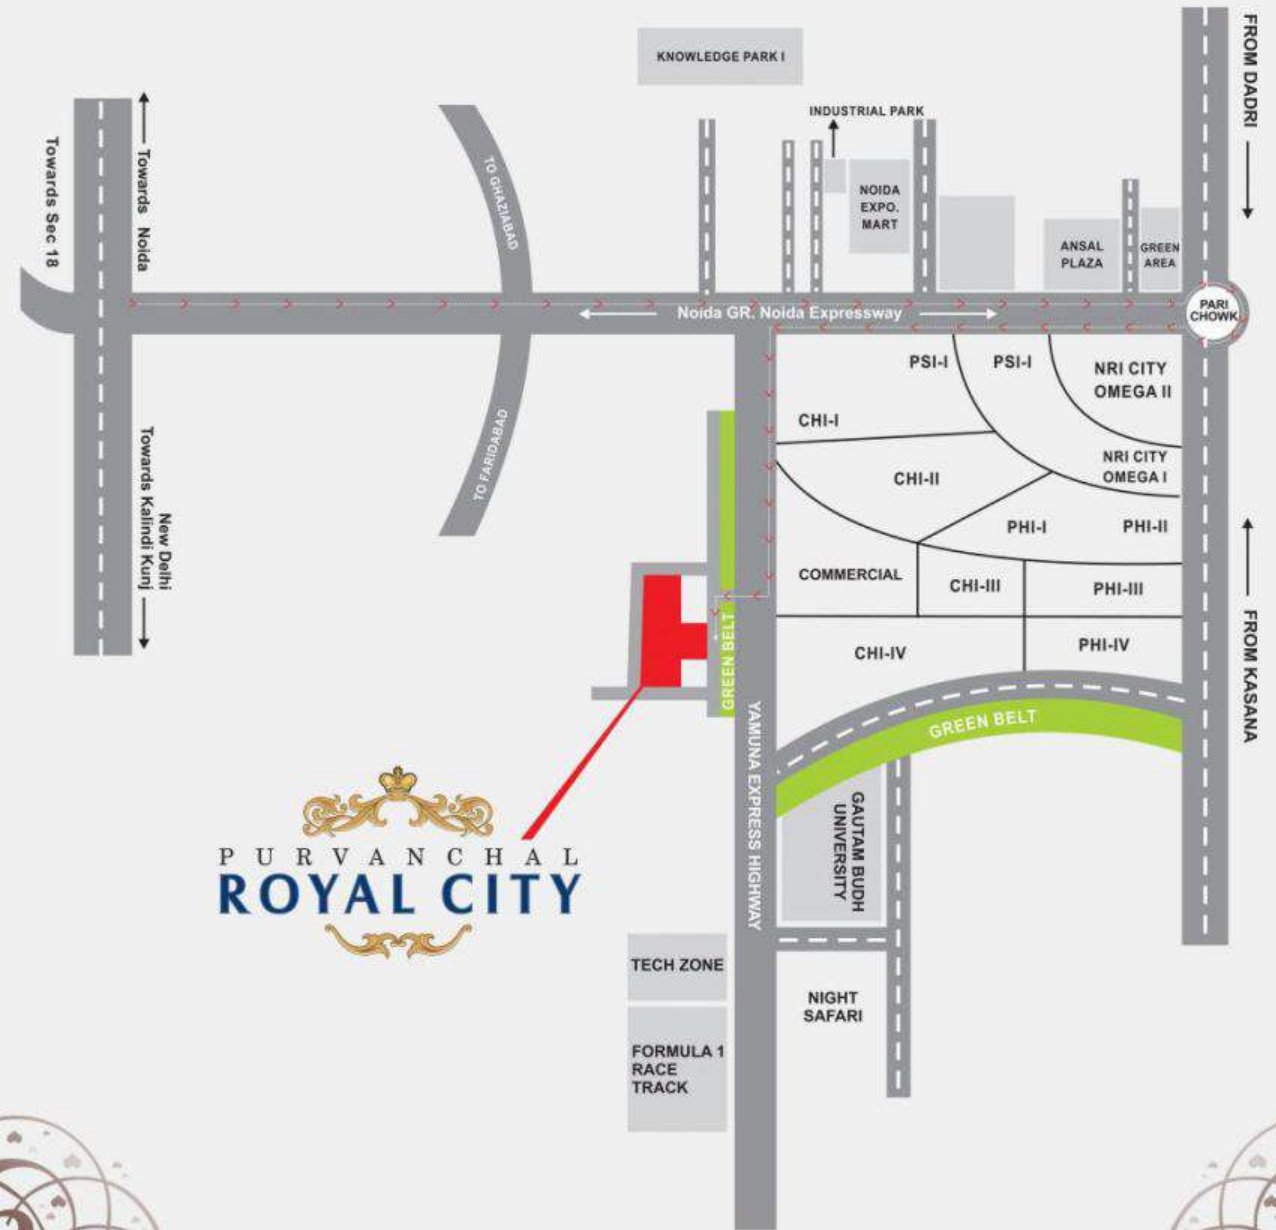 KNOWLEDGE PARK I
FROM DADRI
INDUSTRIAL PARK
Towards Sec 18
Towards Noida
TO GHAZIABAD
NOIDA
EXPO.
MART
ANSAL
PLAZA
GREEN
AREA
Noida GR. Noida Expressway
PARI
CHOWK
PSI-I
PSI-I
NRI CITY
OMEGA II
CHI-I
TO FARIDABAD
NRI CITY
OMEGA I
CHI-II
PHI-I
PHI-II
New Delhi
Towards Kalindi Kunj
COMMERCIAL
CHI-III
PHI-III
CHI-IV
PHI-IV
FROM KASANA
GREEN BELT
GREEN BELT
YAMUNA EXPRESS HIGHWAY
GAUTAM BUDH
UNIVERSITY
PURVANCHAL
ROYAL CITY
TECH ZONE
NIGHT
SAFARI
FORMULA 1
RACE
TRACK